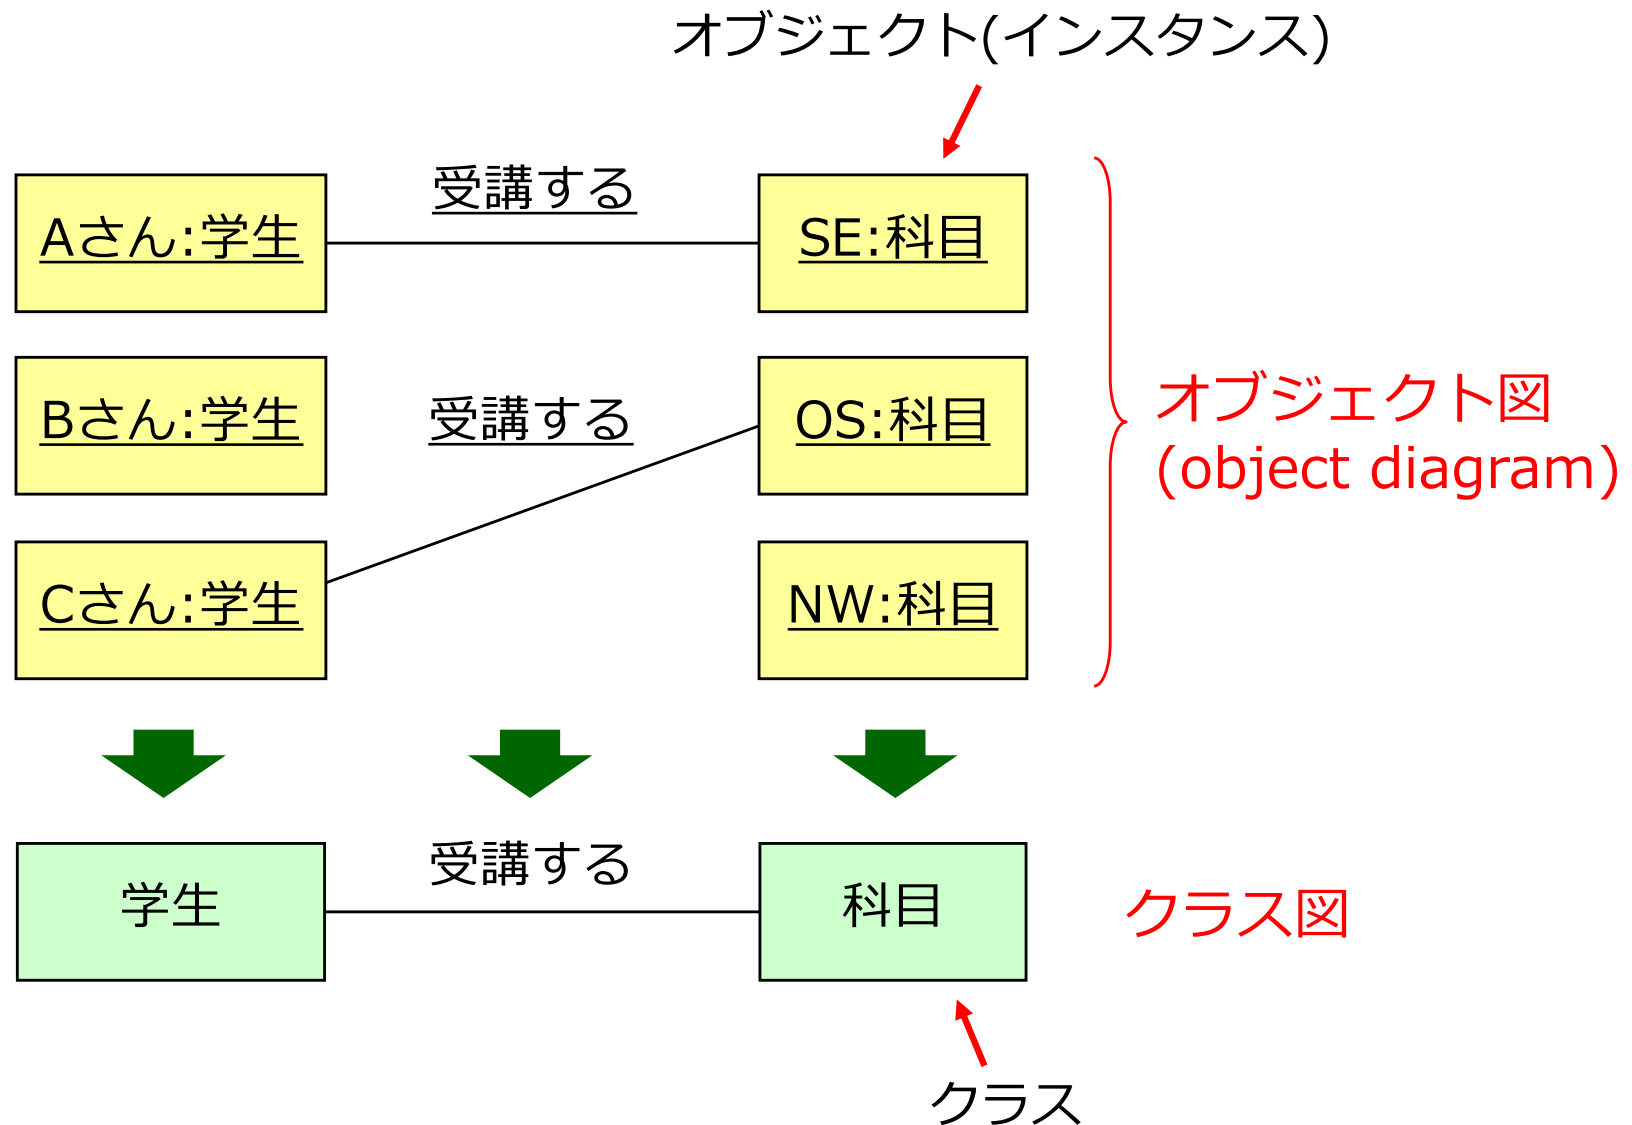 オブジェクト(インスタンス)
Aさん:学生
受講する
SE:科目
Bさん:学生
受講する
OS:科目
オブジェクト図
(object diagram)
Cさん:学生
NW:科目
学生
受講する
科目
クラス図
クラス